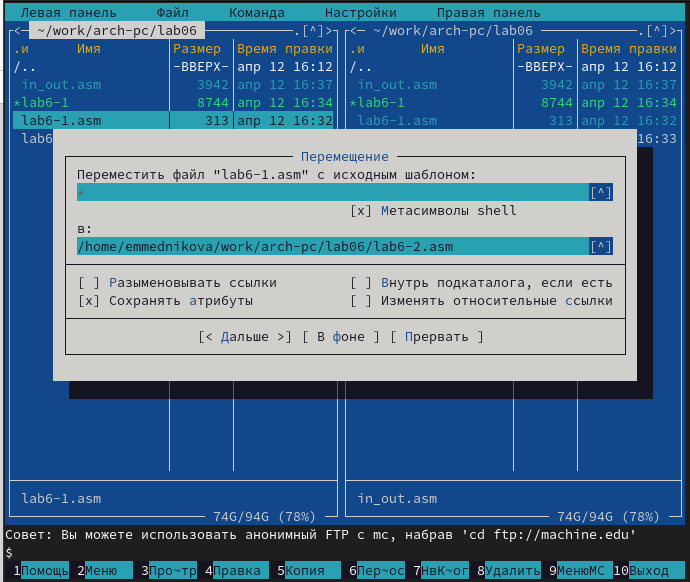 Левая панель Файл Команда Настройки Правая панель
<─ ~/work/arch-pc/lab06 ─.[^]> <─ ~/work/arch-pc/lab06 ─.[^]>
.и Имя Размер Время правки .и Имя Размер Время правки
/.. -ВВЕРХ- апр 12 16:12 /.. -ВВЕРХ- апр 12 16:12
in_out.asm 3942 апр 12 16:37 in_out.asm 3942 апр 12 16:37
*lab6-1 8744 апр 12 16:34 *lab6-1 8744 апр 12 16:34
lab6-1.asm 313 апр 12 16:32 lab6-1.asm 313 апр 12 16:32
lab6 16:33
Перемещение
Переместить файл "lab6-1.asm" с исходным шаблоном:
* [^]
[x] Метасимволы shell
в:
/home/emmednikova/work/arch-pc/lab06/lab6-2.asm [^]
[ ] Разыменовывать ссылки [ ] Внутрь подкаталога, если есть
[x] Сохранять атрибуты [ ] Изменять относительные ссылки
[< Дальше >] [ В фоне ] [ Прервать ]
lab6-1.asm in_out.asm
74G/94G (78%) 74G/94G (78%)
Совет: Вы можете использовать анонимный FTP с mc, набрав 'cd ftp://machine.edu'
$
1Помощь 2Меню 3Про~тр 4Правка 5Копия 6Пер~ос 7НвК~ог 8Удалить 9МенюMC 10Выход